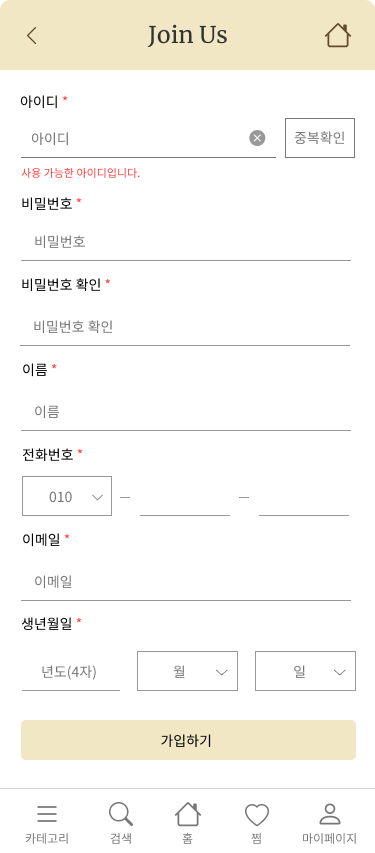 Join Us
아이디 *
아이디 중복확인
사용 가능한 아이디입니다.
비밀번호 *
비밀번호
비밀번호 확인 *
비밀번호 확인
이름 *
이름
전화번호 *
010 — —
이메일 *
이메일
생년월일 *
년도(4자) 월 일
가입하기
카테고리 검색 홈 찜 마이페이지